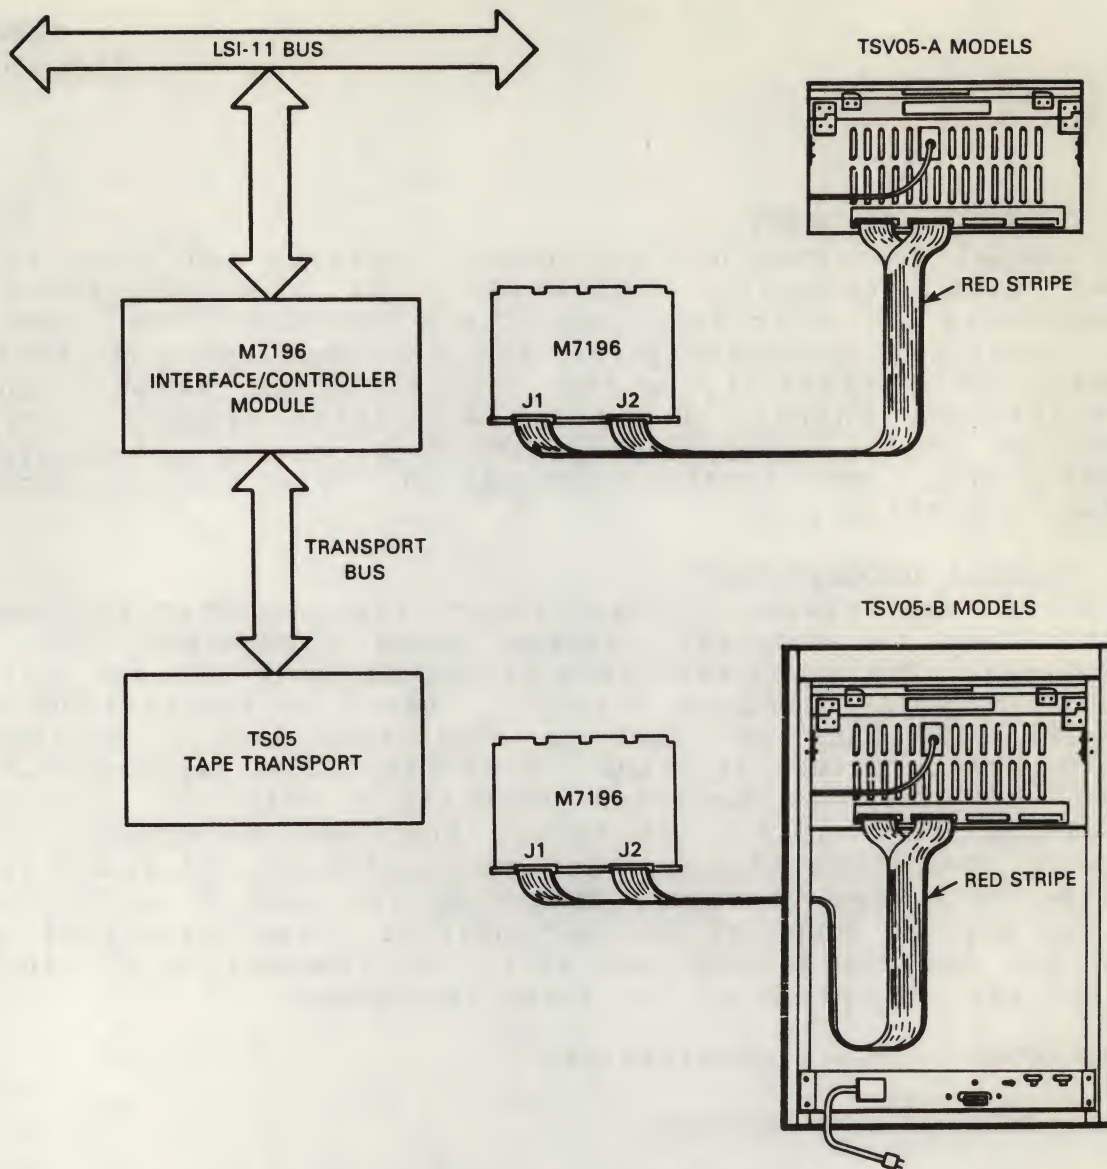 LSI-11 BUS
M7196
INTERFACE/CONTROLLER
MODULE
TRANSPORT
BUS
TS05
TAPE TRANSPORT
TSV05-A MODELS
RED STRIPE
M7196
J1 J2
TSV05-B MODELS
M7196
J1 J2
RED STRIPE